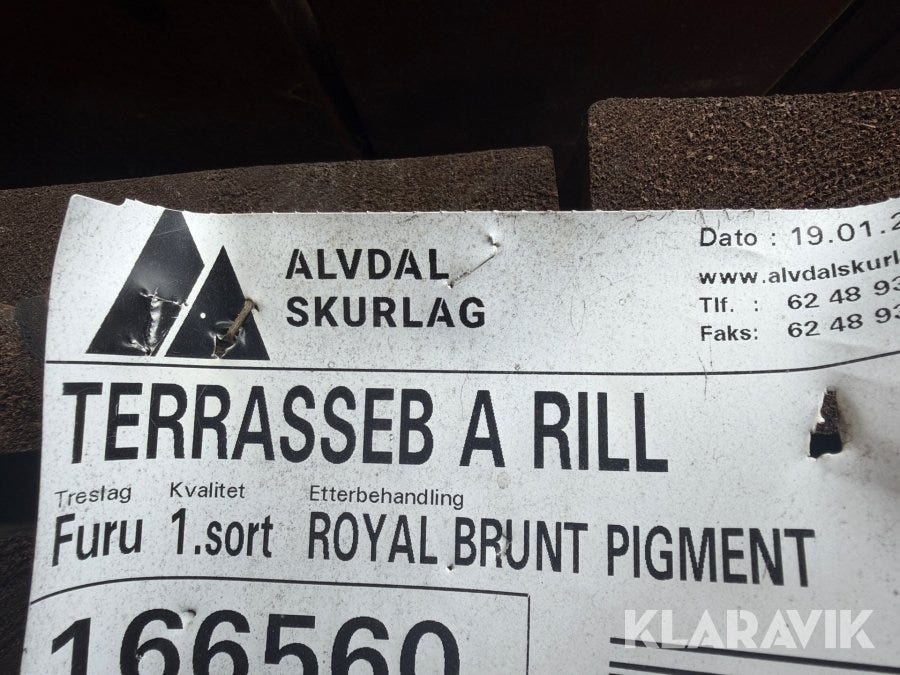 ALVDAL
SKURLAG
Dato : 19.01.2
www.alvdalskurl
Tlf. : 62 48 93
Faks: 62 48 93
TERRASSEB A RILL
Treslag Kvalitet Etterbehandling
Furu 1.sort ROYAL BRUNT PIGMENT
166560
KLARAVIK